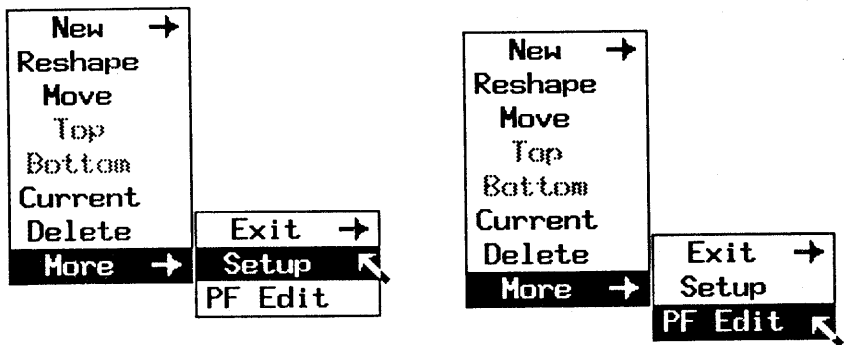 New →
Reshape
Move
Top
Bottom
Current
Delete
More →
Exit →
Setup
PF Edit
New →
Reshape
Move
Top
Bottom
Current
Delete
More →
Exit →
Setup
PF Edit